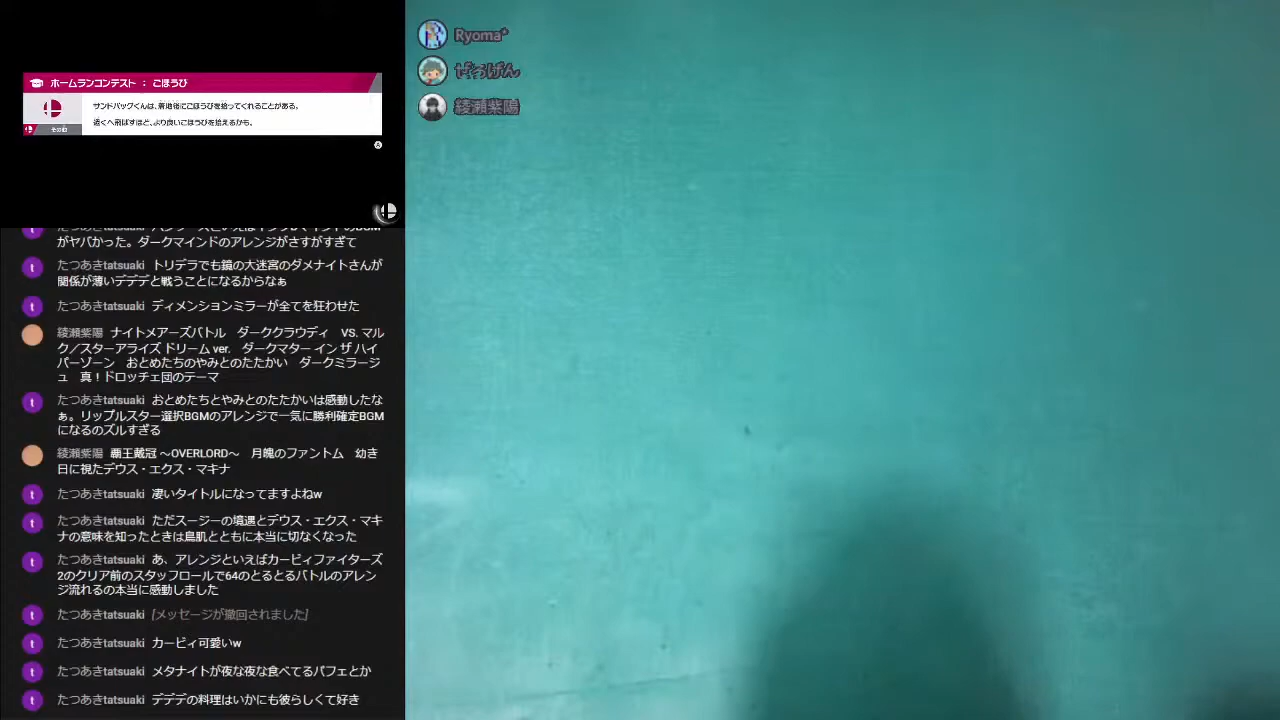 ホームランコンテスト : ごほうび
サンドバッグくんは、着地後にごほうびを拾ってくれることがある。
遠くへ飛ばすほど、より良いごほうびを拾えるかも。
その他
Ryoma*
ぜろげん
綾瀬紫陽
がヤバかった。ダークマインドのアレンジがさすがすぎて
たつあきtatsuaki トリデラでも鏡の大迷宮のダメナイトさんが
関係が薄いデデデと戦うことになるからなぁ
たつあきtatsuaki ディメンションミラーが全てを狂わせた
綾瀬紫陽 ナイトメアーズバトル ダーククラウディ VS. マル
ク／スターアライズ ドリーム ver. ダークマター イン ザ ハイ
パーゾーン おとめたちのやみとのたたかい ダークミラージ
ュ 真！ドロッチェ団のテーマ
たつあきtatsuaki おとめたちとやみとのたたかいは感動したな
ぁ。リップルスター選択BGMのアレンジで一気に勝利確定BGM
になるのズルすぎる
綾瀬紫陽 覇王戴冠 ～OVERLORD～ 月魄のファントム 幼き
日に視たデウス・エクス・マキナ
たつあきtatsuaki 凄いタイトルになってますよねw
たつあきtatsuaki ただスージーの境遇とデウス・エクス・マキ
ナの意味を知ったときは鳥肌とともに本当に切なくなった
たつあきtatsuaki あ、アレンジといえばカービィファイターズ
2のクリア前のスタッフロールで64のとるとるバトルのアレン
ジ流れるの本当に感動しました
たつあきtatsuaki [メッセージが撤回されました]
たつあきtatsuaki カービィ可愛いw
たつあきtatsuaki メタナイトが夜な夜な食べてるパフェとか
たつあきtatsuaki デデデの料理はいかにも彼らしくて好き